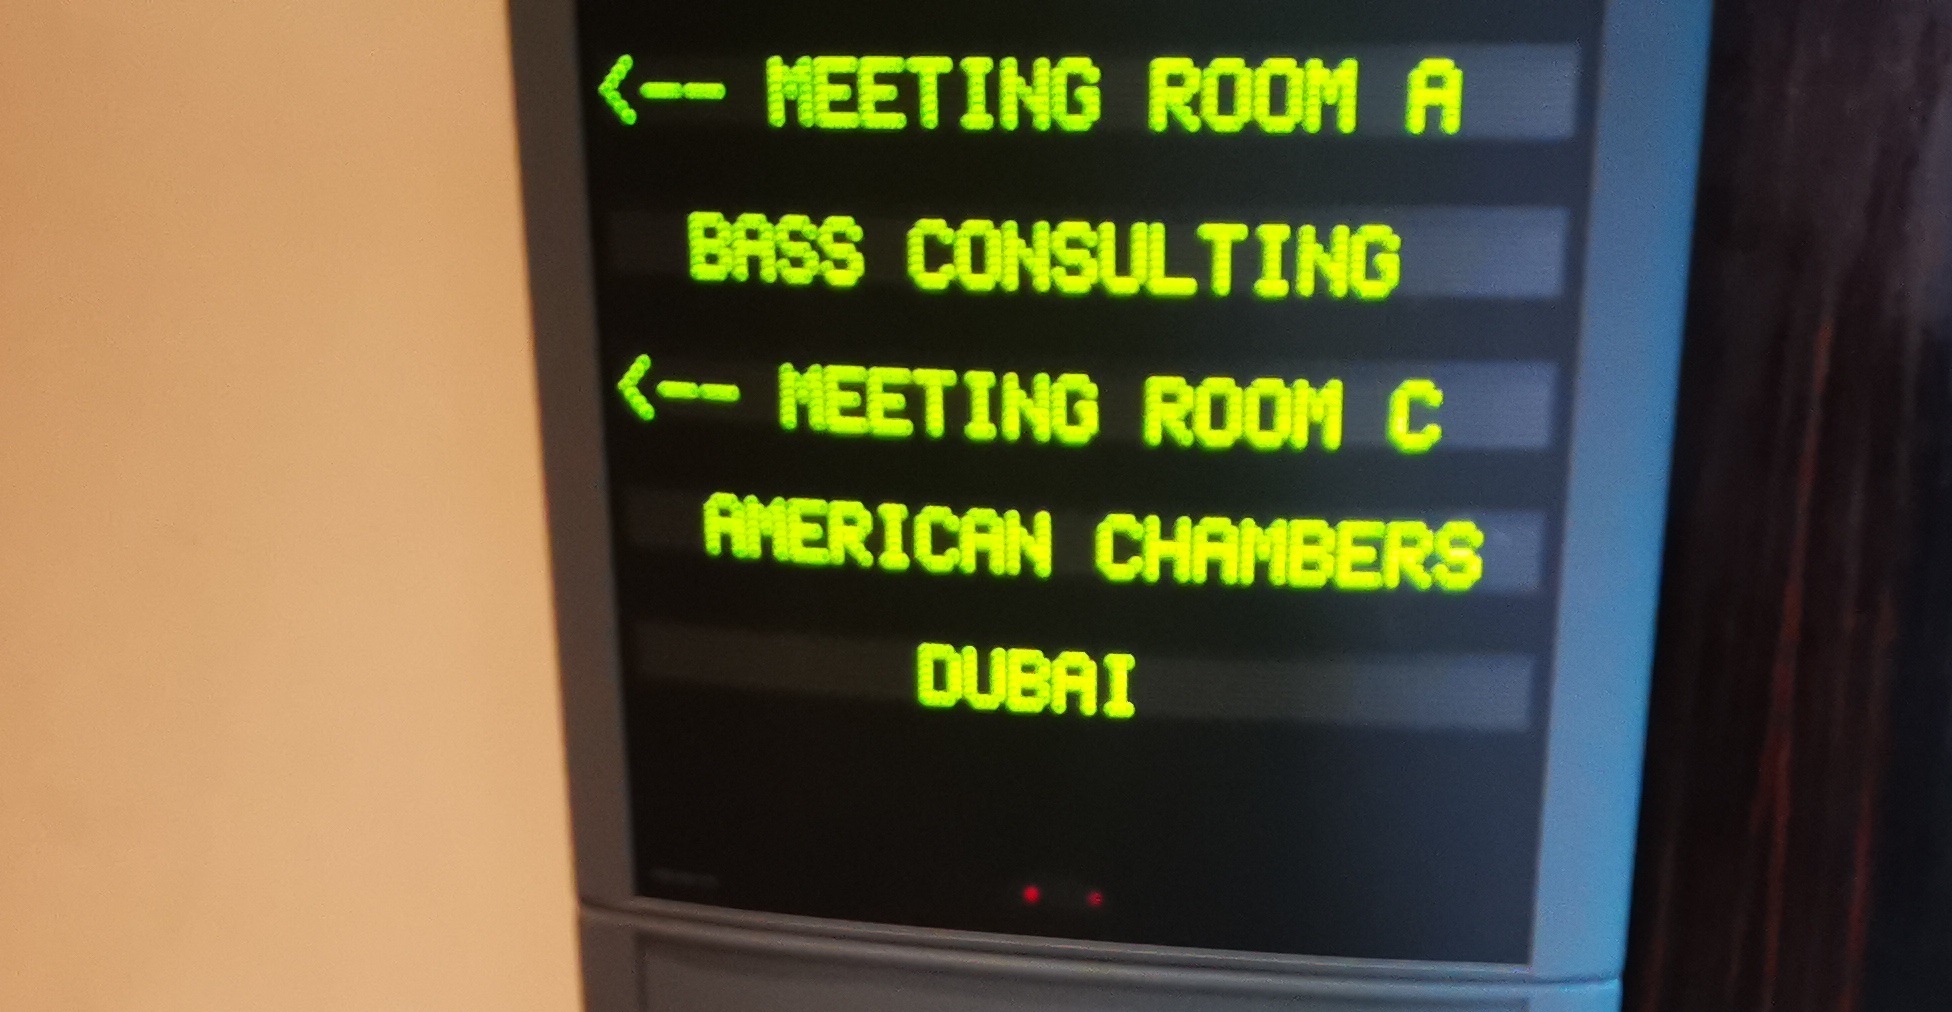 <-- MEETING ROOM A
BASS CONSULTING
<-- MEETING ROOM C
AMERICAN CHAMBERS
DUBAI